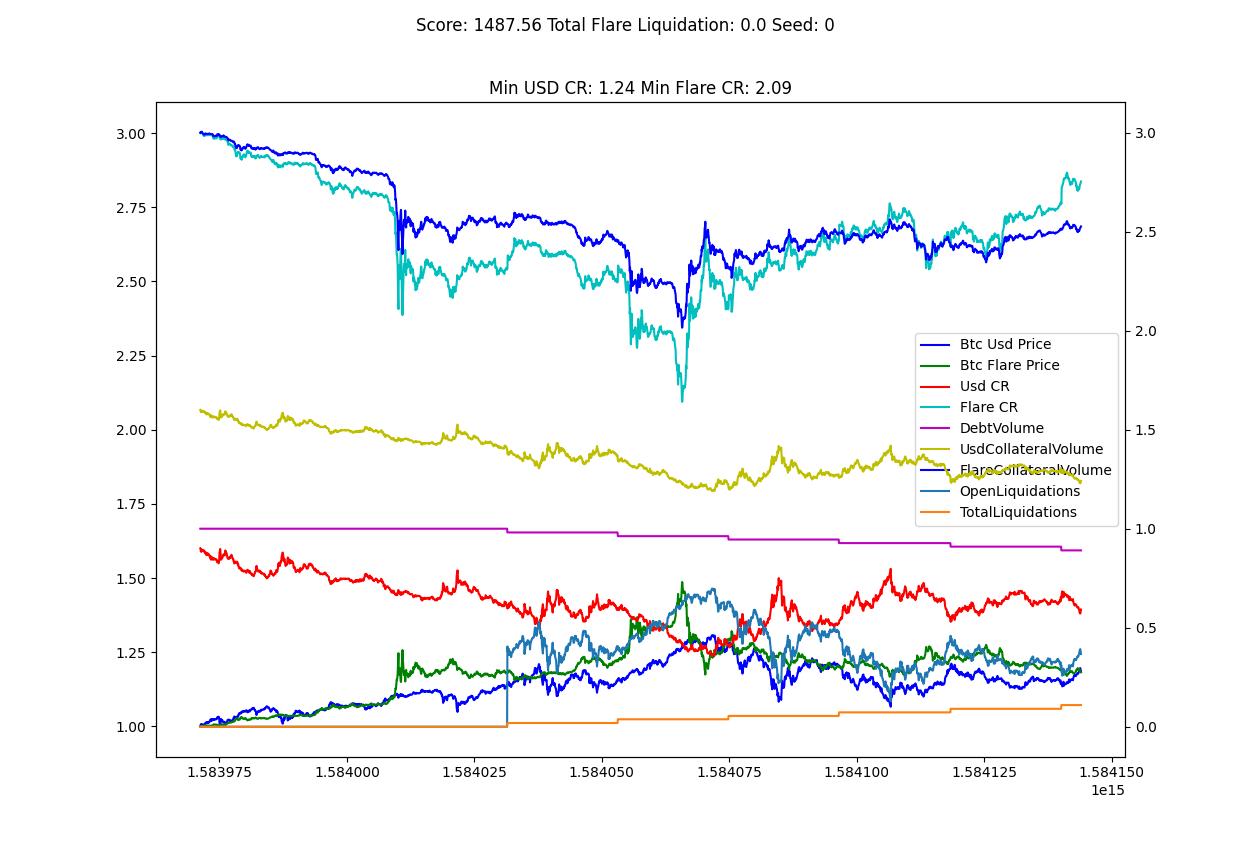 Score: 1487.56 Total Flare Liquidation: 0.0 Seed: 0
Min USD CR: 1.24 Min Flare CR: 2.09
3.00
2.75
2.50
2.25
2.00
1.75
1.50
1.25
1.00
3.0
2.5
2.0
1.5
1.0
0.5
0.0
Btc Usd Price
Btc Flare Price
Usd CR
Flare CR
DebtVolume
UsdCollateralVolume
FlareCollateralVolume
OpenLiquidations
TotalLiquidations
1.583975 1.584000 1.584025 1.584050 1.584075 1.584100 1.584125 1.584150
1e15